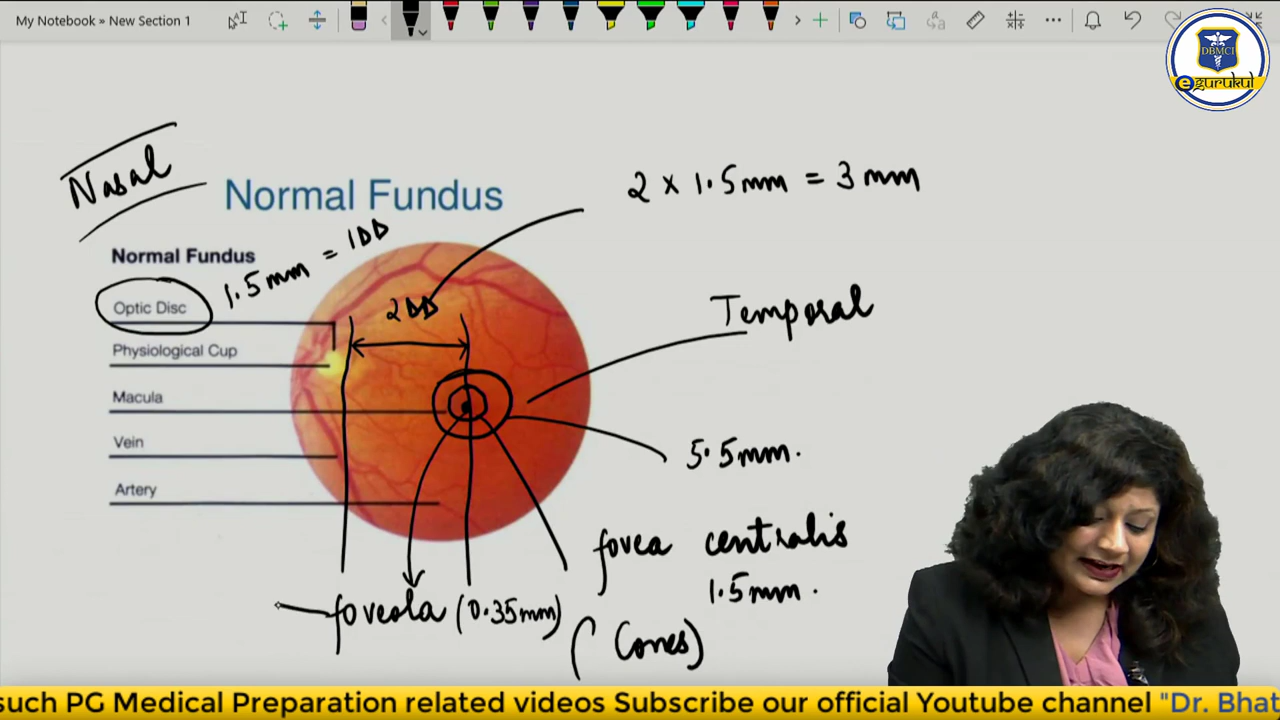 My Notebook » New Section 1
DBMCI
eGurukul
Nasal
Normal Fundus
2 x 1.5mm = 3mm
Normal Fundus
1.5mm = 1DD
Optic Disc
2DD
Temporal
Physiological Cup
Macula
Vein
5.5mm.
Artery
fovea centralis
1.5mm.
foveola (0.35mm)
(Cones)
such PG Medical Preparation related videos Subscribe our official Youtube channel "Dr. Bhat